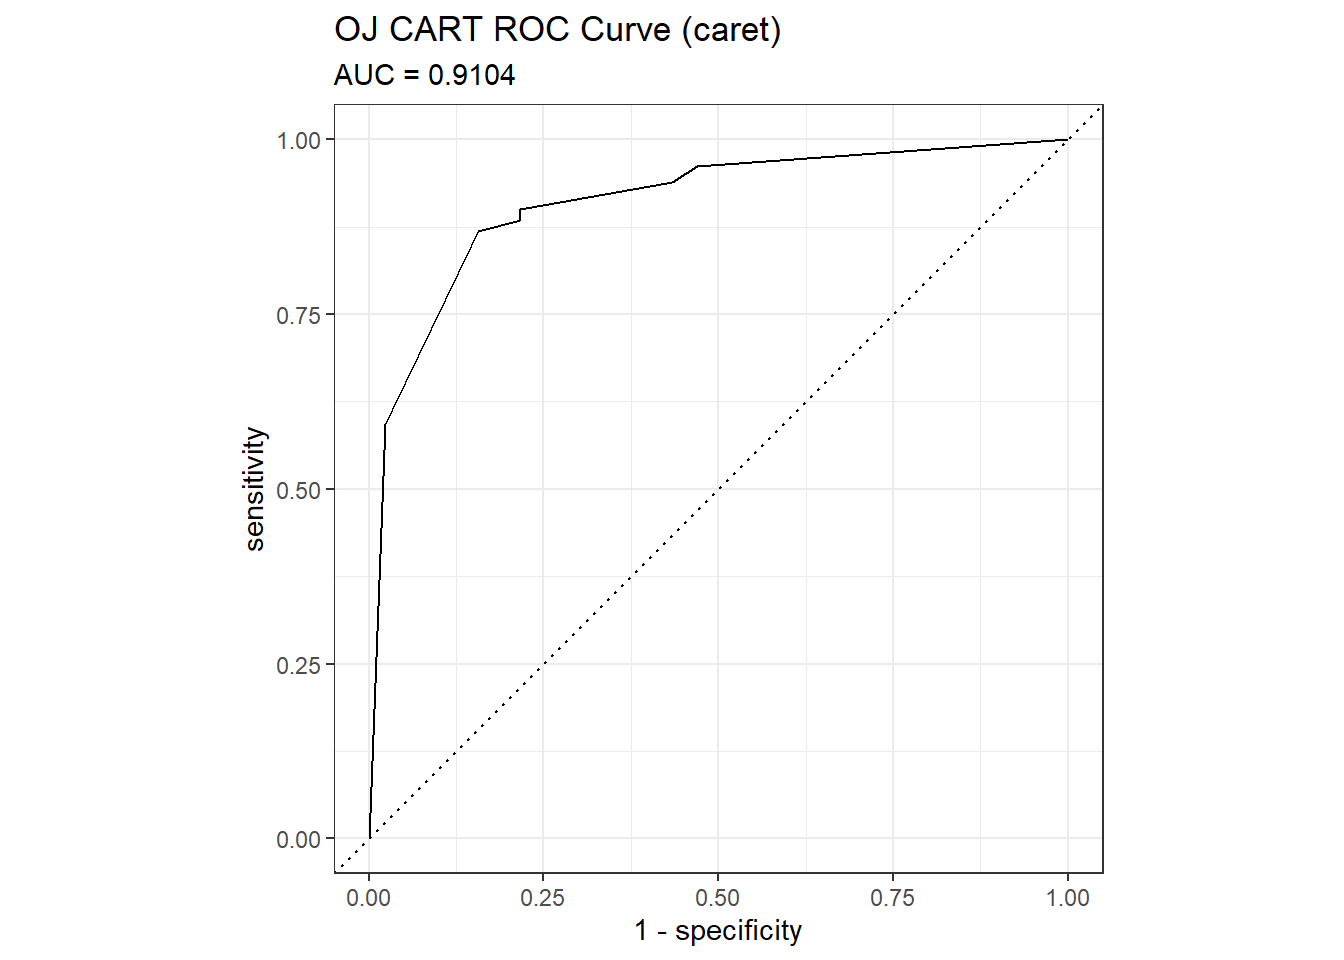 OJ CART ROC Curve (caret)
AUC = 0.9104
1.00
0.75
0.50
0.25
0.00
sensitivity
0.00 0.25 0.50 0.75 1.00
1 - specificity